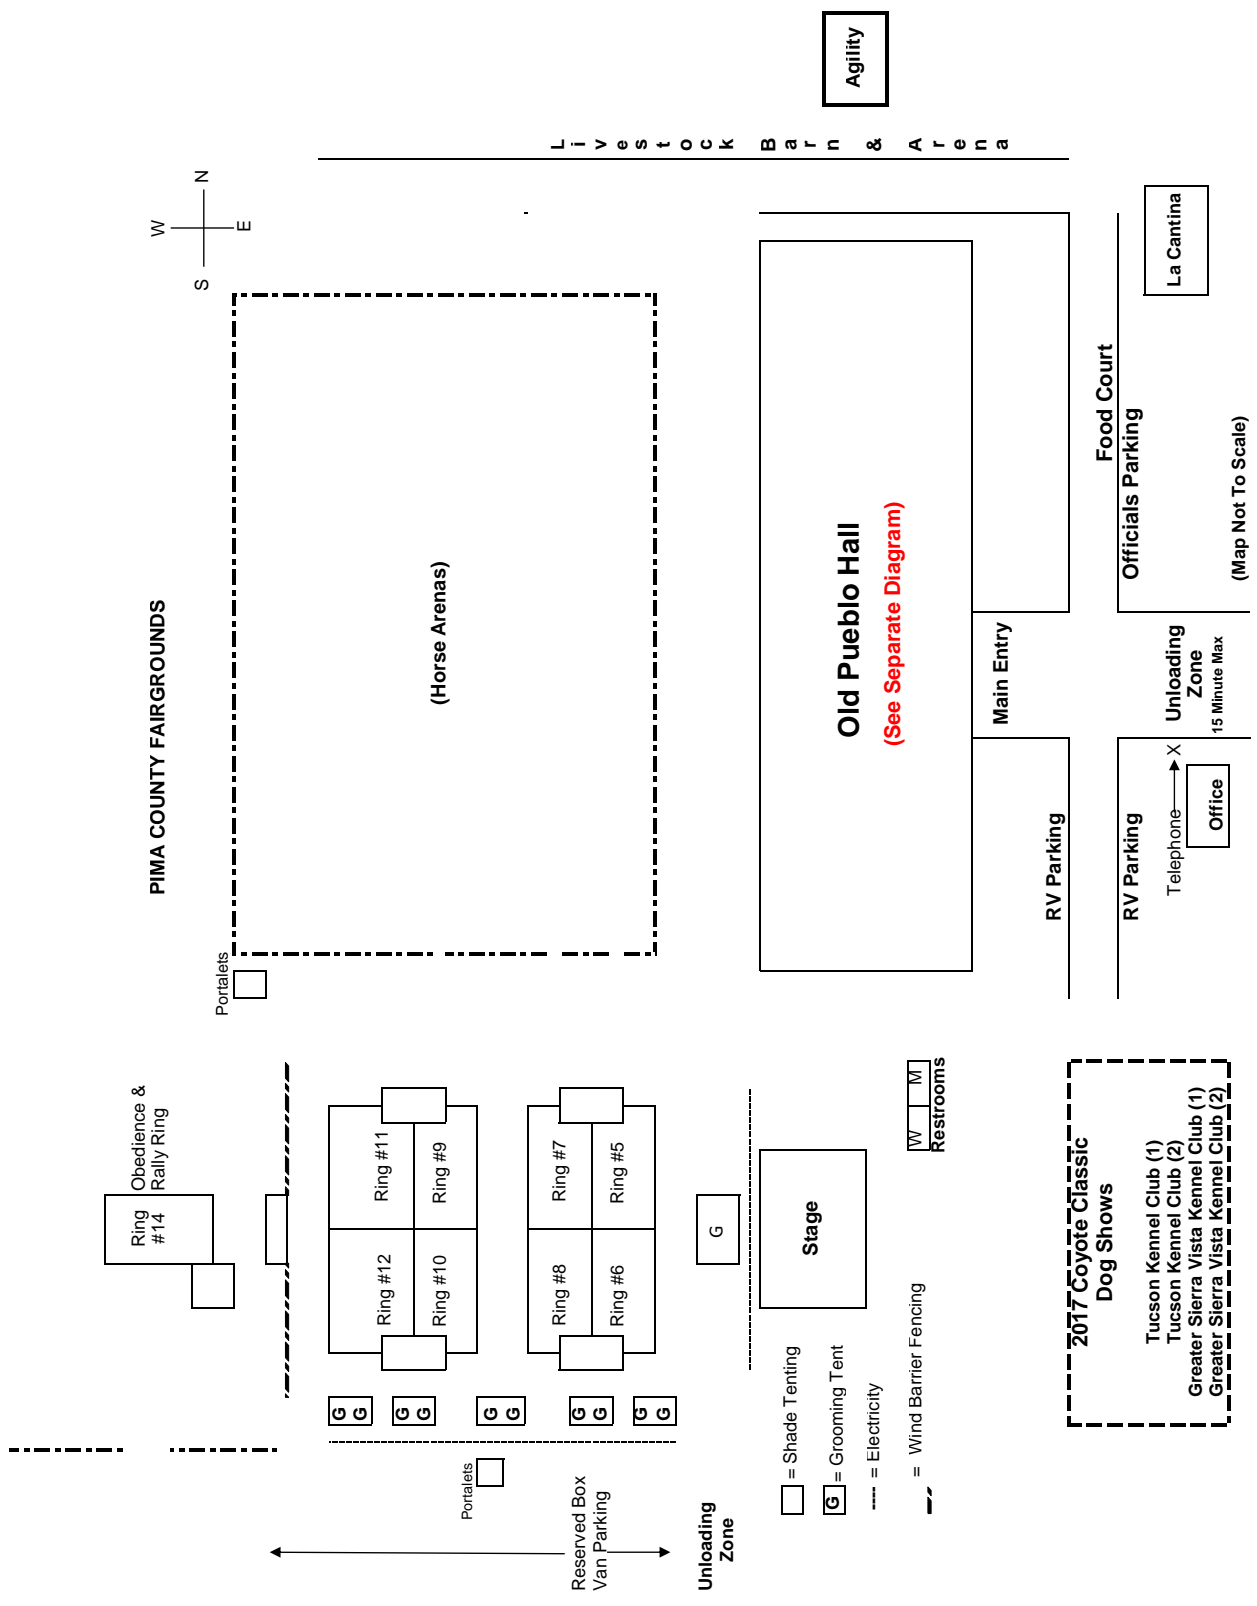 PIMA COUNTY FAIRGROUNDS
W
N
S
E
Agility
Livestock Barn & Arena
(Horse Arenas)
Portalets
Obedience &
Rally Ring
Ring
#14
Ring #11
Ring #9
Ring #12
Ring #10
Ring #7
Ring #5
Ring #8
Ring #6
G
G
G
G
G
G
G
G
G
G
G
Portalets
Reserved Box
Van Parking
Unloading
Zone
Stage
W M
Restrooms
= Shade Tenting
G = Grooming Tent
---- = Electricity
= Wind Barrier Fencing
Old Pueblo Hall
(See Separate Diagram)
Main Entry
RV Parking
RV Parking
Food Court
Officials Parking
La Cantina
Telephone X
Office
Unloading
Zone
15 Minute Max
(Map Not To Scale)
2017 Coyote Classic
Dog Shows
Tucson Kennel Club (1)
Tucson Kennel Club (2)
Greater Sierra Vista Kennel Club (1)
Greater Sierra Vista Kennel Club (2)